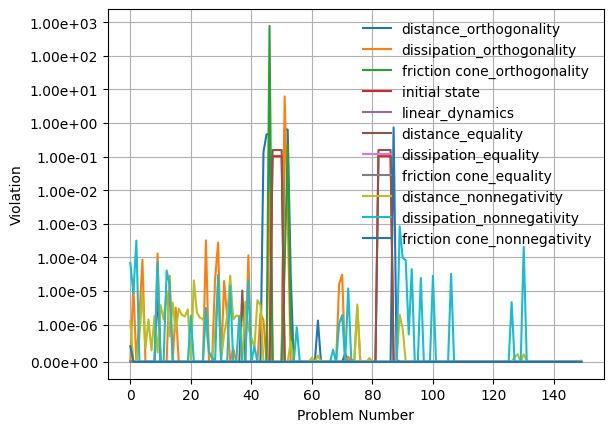 1.00e+03
1.00e+02
1.00e+01
1.00e+00
1.00e-01
1.00e-02
1.00e-03
1.00e-04
1.00e-05
1.00e-06
0.00e+00
Violation
distance_orthogonality
dissipation_orthogonality
friction cone_orthogonality
initial state
linear_dynamics
distance_equality
dissipation_equality
friction cone_equality
distance_nonnegativity
dissipation_nonnegativity
friction cone_nonnegativity
0 20 40 60 80 100 120 140
Problem Number